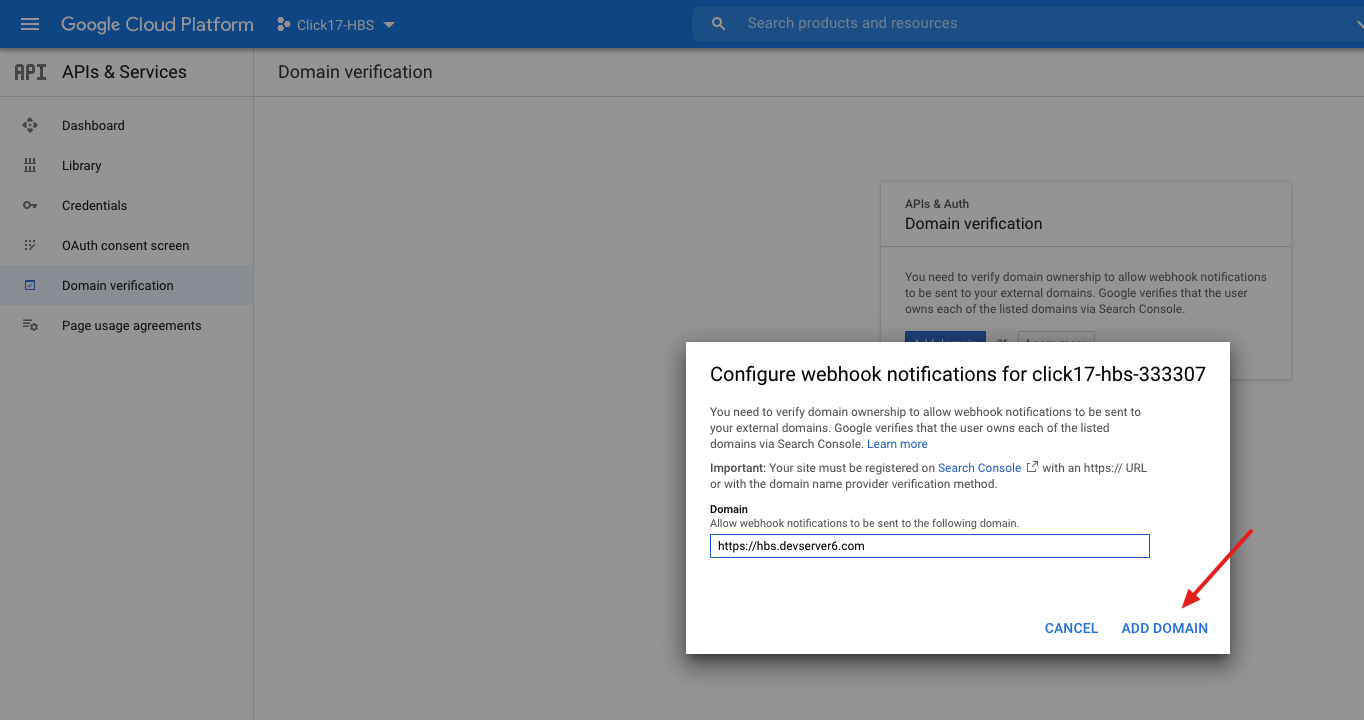 Google Cloud Platform
Click17-HBS
Search products and resources
API
APIs & Services
Domain verification
Dashboard
Library
Credentials
OAuth consent screen
Domain verification
Page usage agreements
APIs & Auth
Domain verification
You need to verify domain ownership to allow webhook notifications
to be sent to your external domains. Google verifies that the user
owns each of the listed domains via Search Console.
Add domain or Learn more
Configure webhook notifications for click17-hbs-333307
You need to verify domain ownership to allow webhook notifications to be sent to
your external domains. Google verifies that the user owns each of the listed
domains via Search Console. Learn more
Important: Your site must be registered on Search Console with an https:// URL
or with the domain name provider verification method.
Domain
Allow webhook notifications to be sent to the following domain.
https://hbs.devserver6.com
CANCEL
ADD DOMAIN